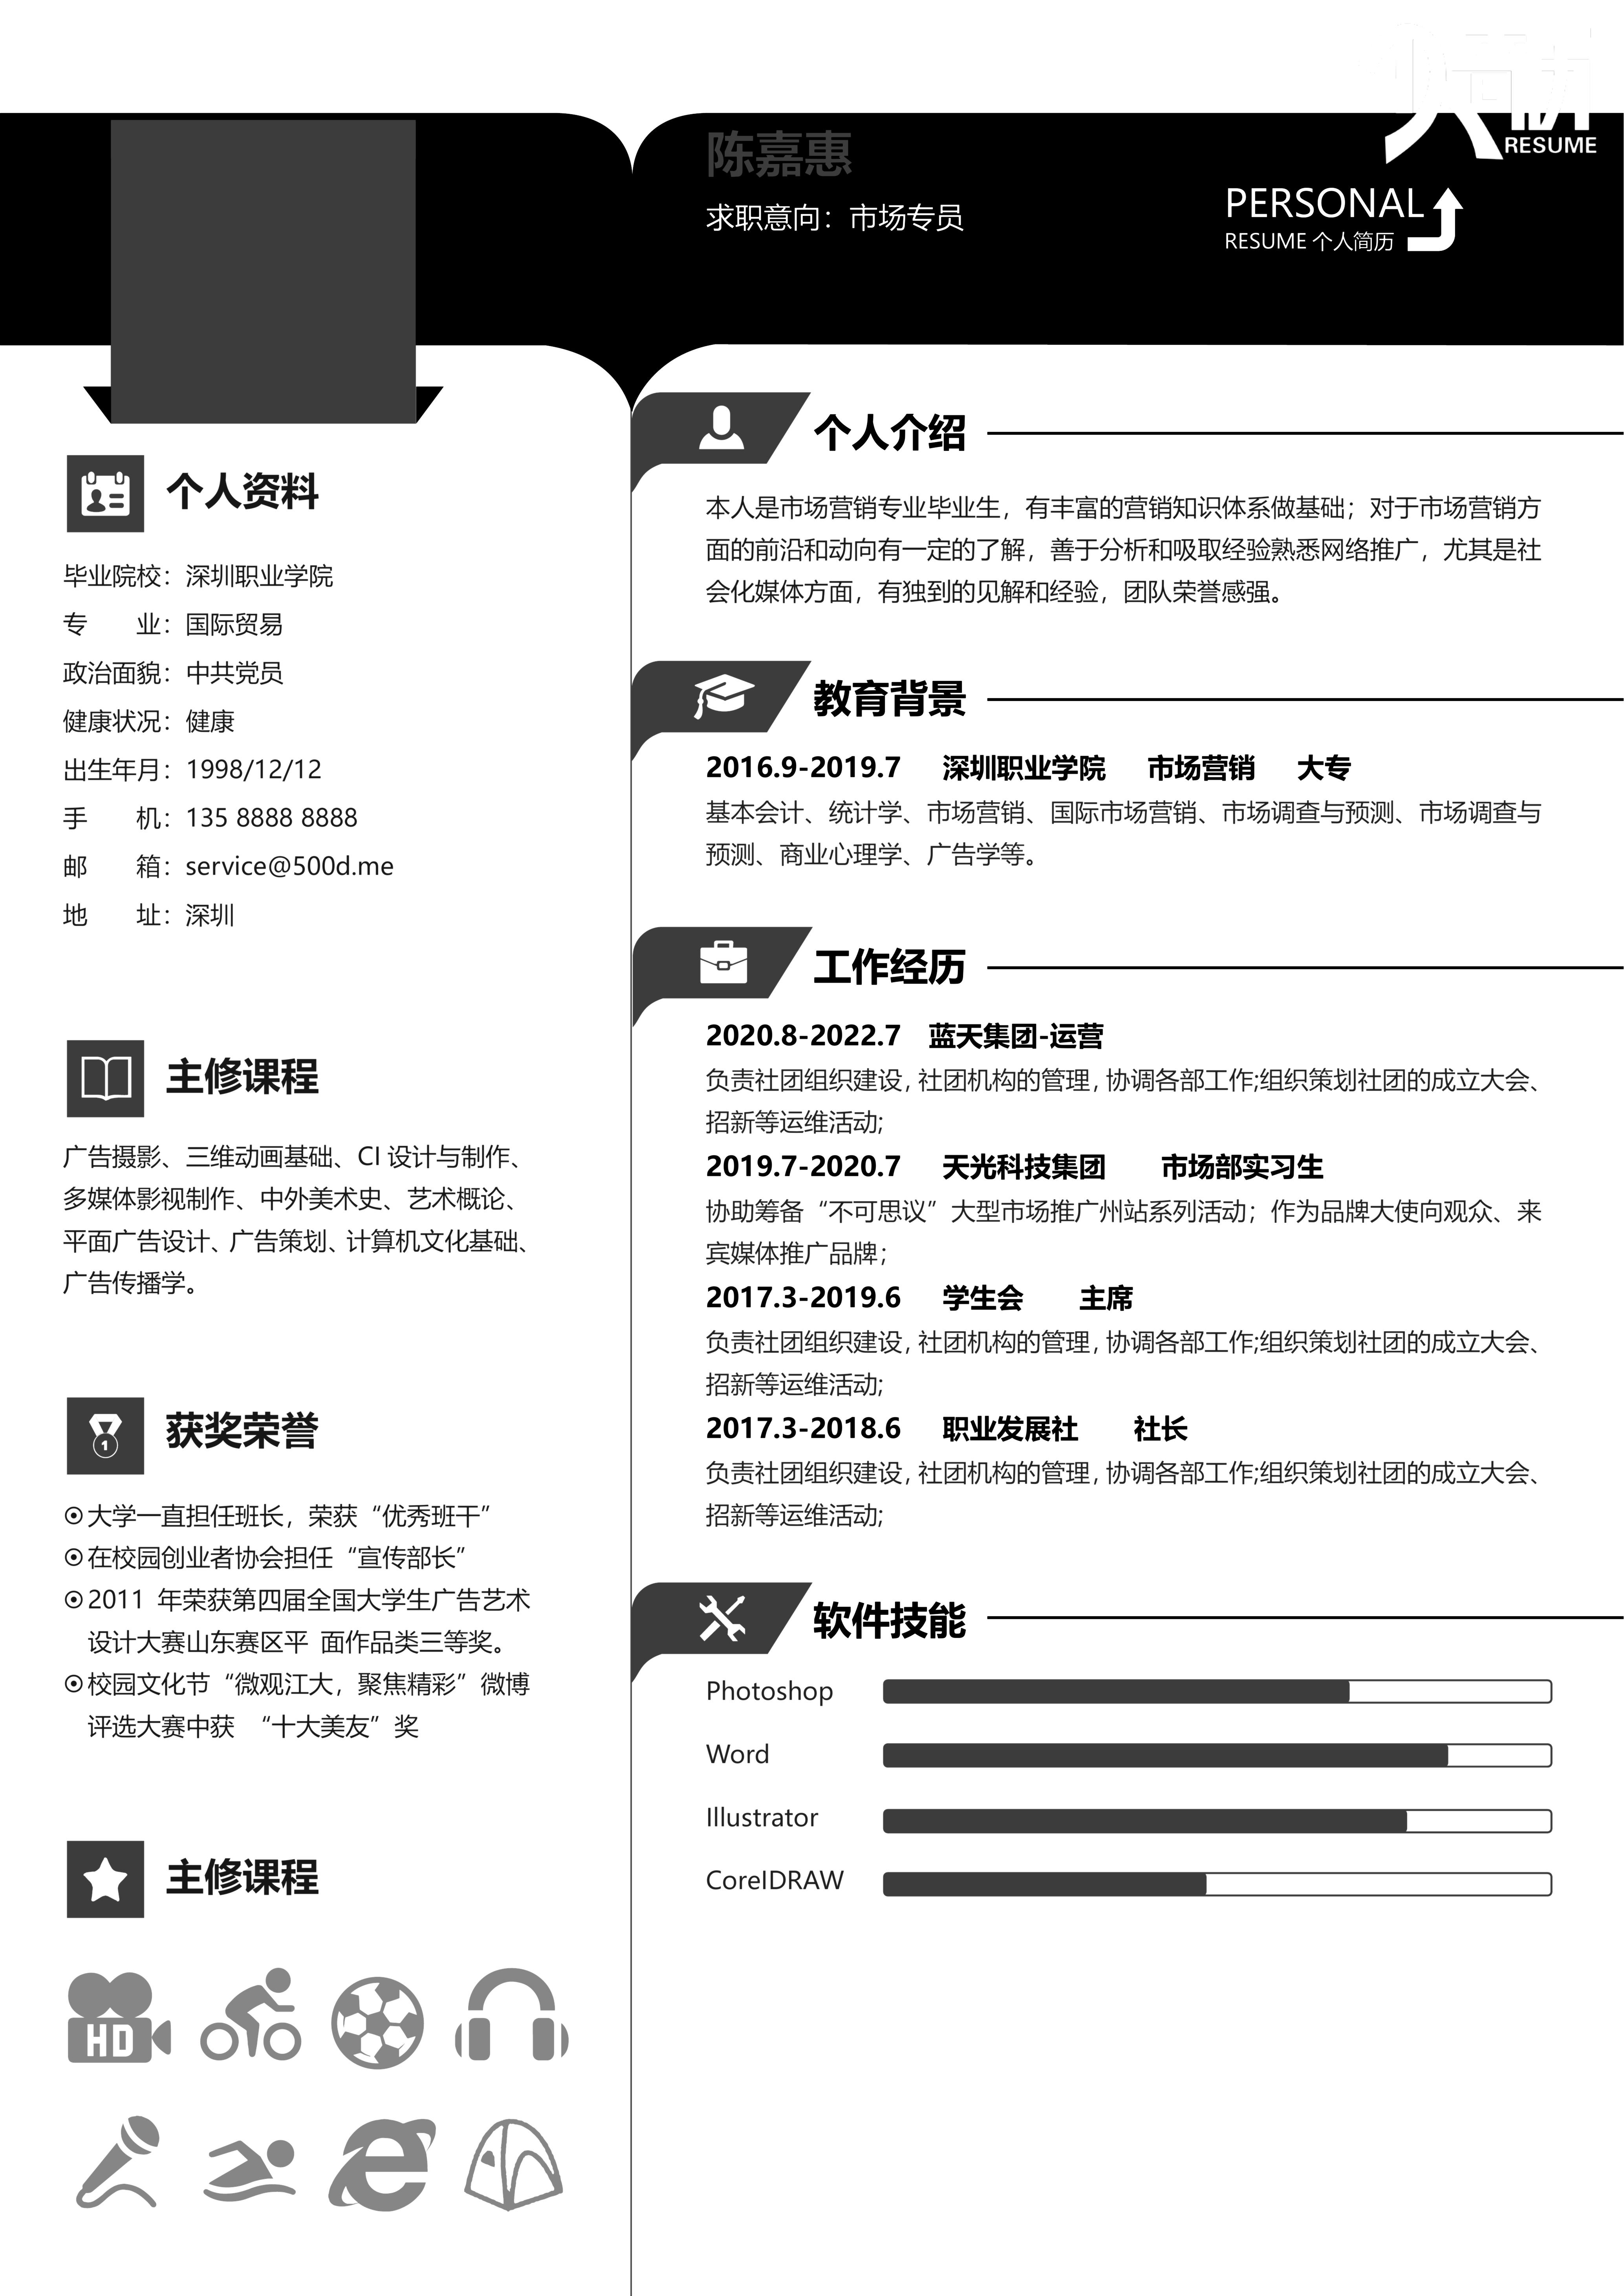 RESUME
陈嘉惠
求职意向：市场专员
PERSONAL
RESUME 个人简历
个人资料
毕业院校：深圳职业学院
专　　业：国际贸易
政治面貌：中共党员
健康状况：健康
出生年月：1998/12/12
手　　机：135 8888 8888
邮　　箱：service@500d.me
地　　址：深圳
主修课程
广告摄影、三维动画基础、CI 设计与制作、
多媒体影视制作、中外美术史、艺术概论、
平面广告设计、广告策划、计算机文化基础、
广告传播学。
获奖荣誉
1
⊙大学一直担任班长，荣获“优秀班干”
⊙在校园创业者协会担任“宣传部长”
⊙2011 年荣获第四届全国大学生广告艺术
设计大赛山东赛区平 面作品类三等奖。
⊙校园文化节“微观江大，聚焦精彩”微博
评选大赛中获 “十大美友”奖
主修课程
HD
个人介绍
本人是市场营销专业毕业生，有丰富的营销知识体系做基础；对于市场营销方
面的前沿和动向有一定的了解，善于分析和吸取经验熟悉网络推广，尤其是社
会化媒体方面，有独到的见解和经验，团队荣誉感强。
教育背景
2016.9-2019.7 深圳职业学院 市场营销 大专
基本会计、统计学、市场营销、国际市场营销、市场调查与预测、市场调查与
预测、商业心理学、广告学等。
工作经历
2020.8-2022.7 蓝天集团-运营
负责社团组织建设，社团机构的管理，协调各部工作;组织策划社团的成立大会、
招新等运维活动;
2019.7-2020.7 天光科技集团 市场部实习生
协助筹备“不可思议”大型市场推广州站系列活动；作为品牌大使向观众、来
宾媒体推广品牌；
2017.3-2019.6 学生会 主席
负责社团组织建设，社团机构的管理，协调各部工作;组织策划社团的成立大会、
招新等运维活动;
2017.3-2018.6 职业发展社 社长
负责社团组织建设，社团机构的管理，协调各部工作;组织策划社团的成立大会、
招新等运维活动;
软件技能
Photoshop
Word
Illustrator
CorelDRAW